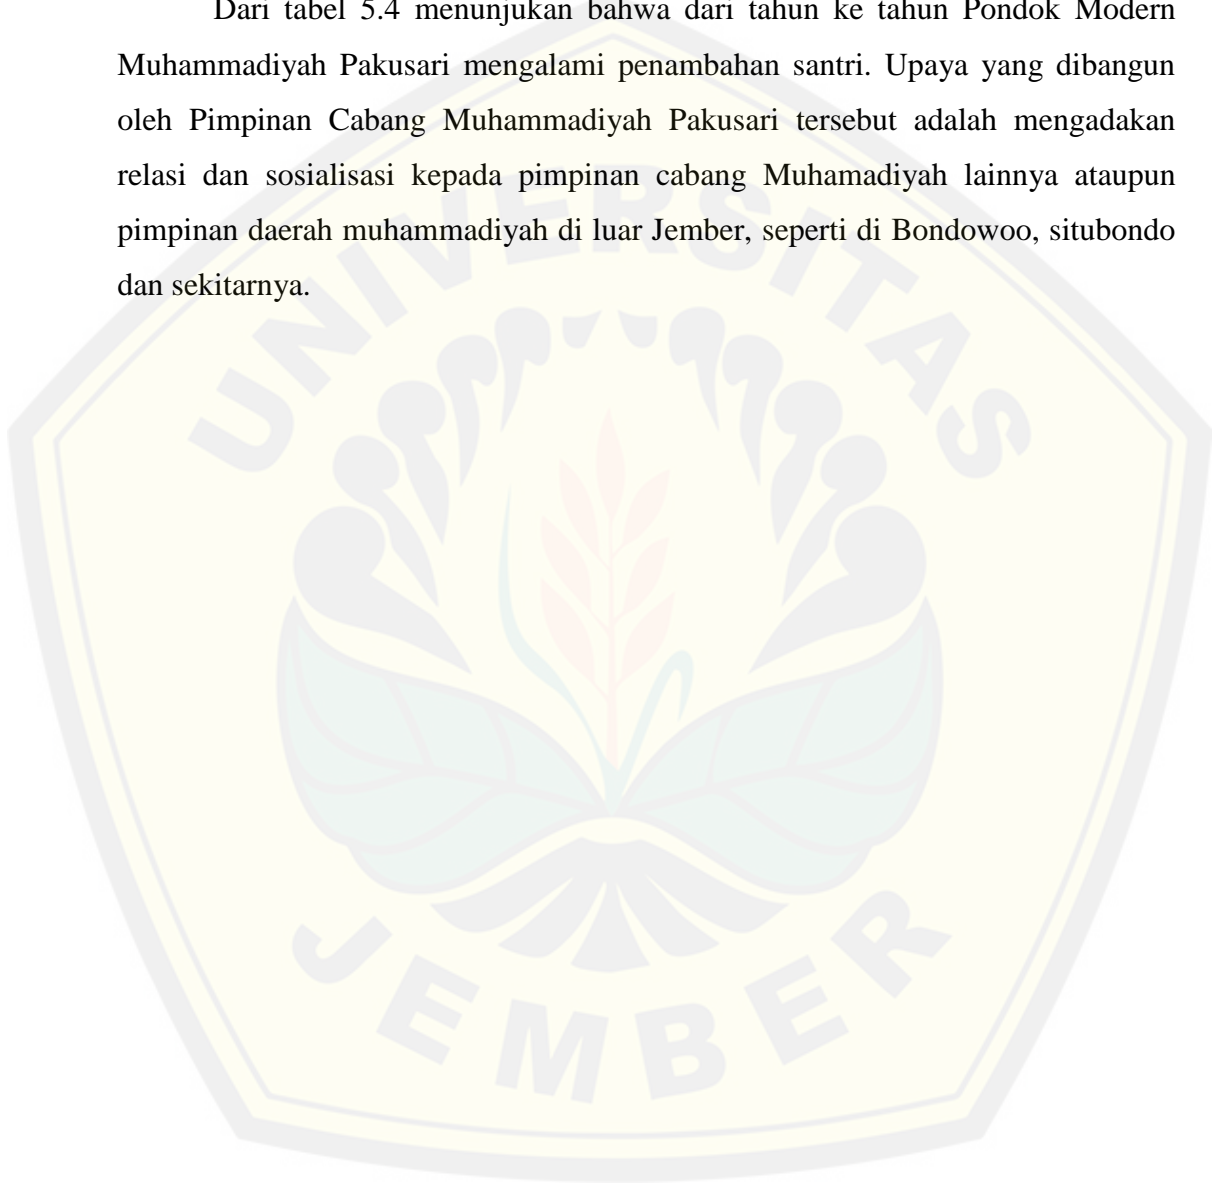 Dari tabel 5.4 menunjukan bahwa dari tahun ke tahun Pondok Modern
Muhammadiyah Pakusari mengalami penambahan santri. Upaya yang dibangun
oleh Pimpinan Cabang Muhammadiyah Pakusari tersebut adalah mengadakan
relasi dan sosialisasi kepada pimpinan cabang Muhamadiyah lainnya ataupun
pimpinan daerah muhammadiyah di luar Jember, seperti di Bondowoo, situbondo
dan sekitarnya.
UNIVERSITAS
JEMBER